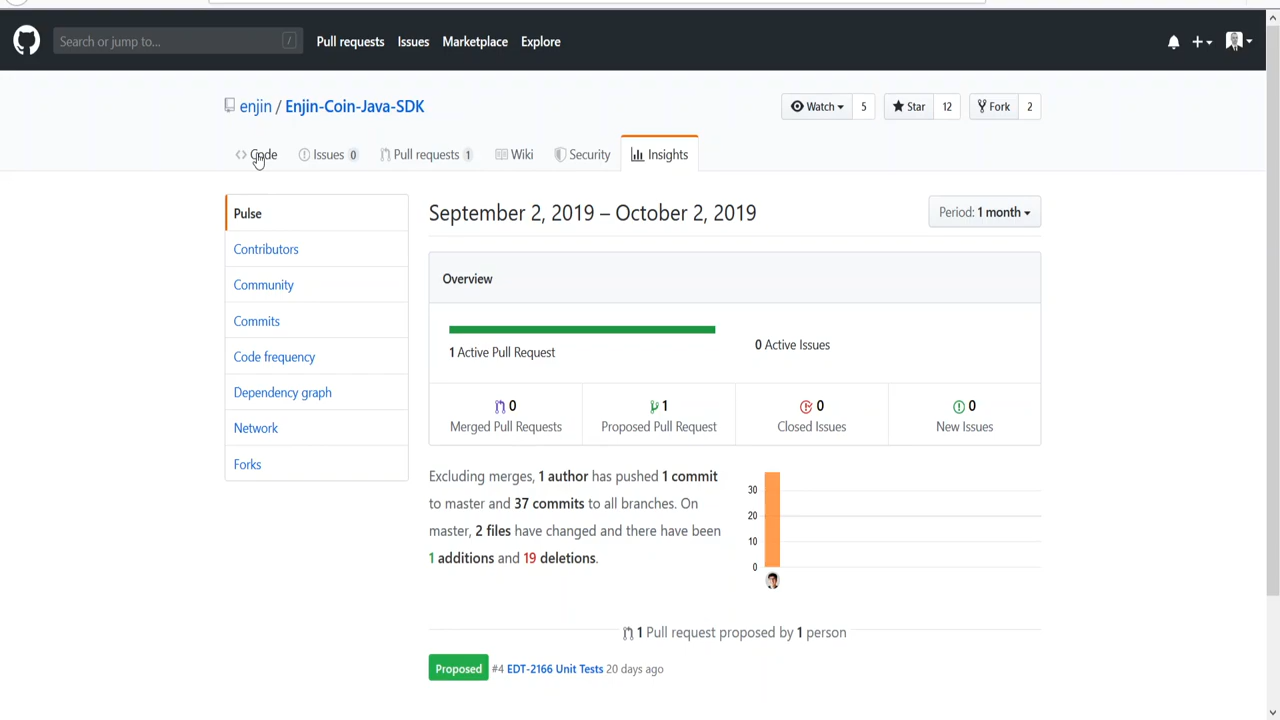 Search or jump to... /
Pull requests Issues Marketplace Explore
enjin / Enjin-Coin-Java-SDK
Watch 5 Star 12 Fork 2
Code Issues 0 Pull requests 1 Wiki Security Insights
Pulse
Contributors
Community
Commits
Code frequency
Dependency graph
Network
Forks
September 2, 2019 – October 2, 2019
Period: 1 month
Overview
1 Active Pull Request
0 Active Issues
0
Merged Pull Requests
1
Proposed Pull Request
0
Closed Issues
0
New Issues
Excluding merges, 1 author has pushed 1 commit
to master and 37 commits to all branches. On
master, 2 files have changed and there have been
1 additions and 19 deletions.
30
20
10
0
1 Pull request proposed by 1 person
Proposed #4 EDT-2166 Unit Tests 20 days ago